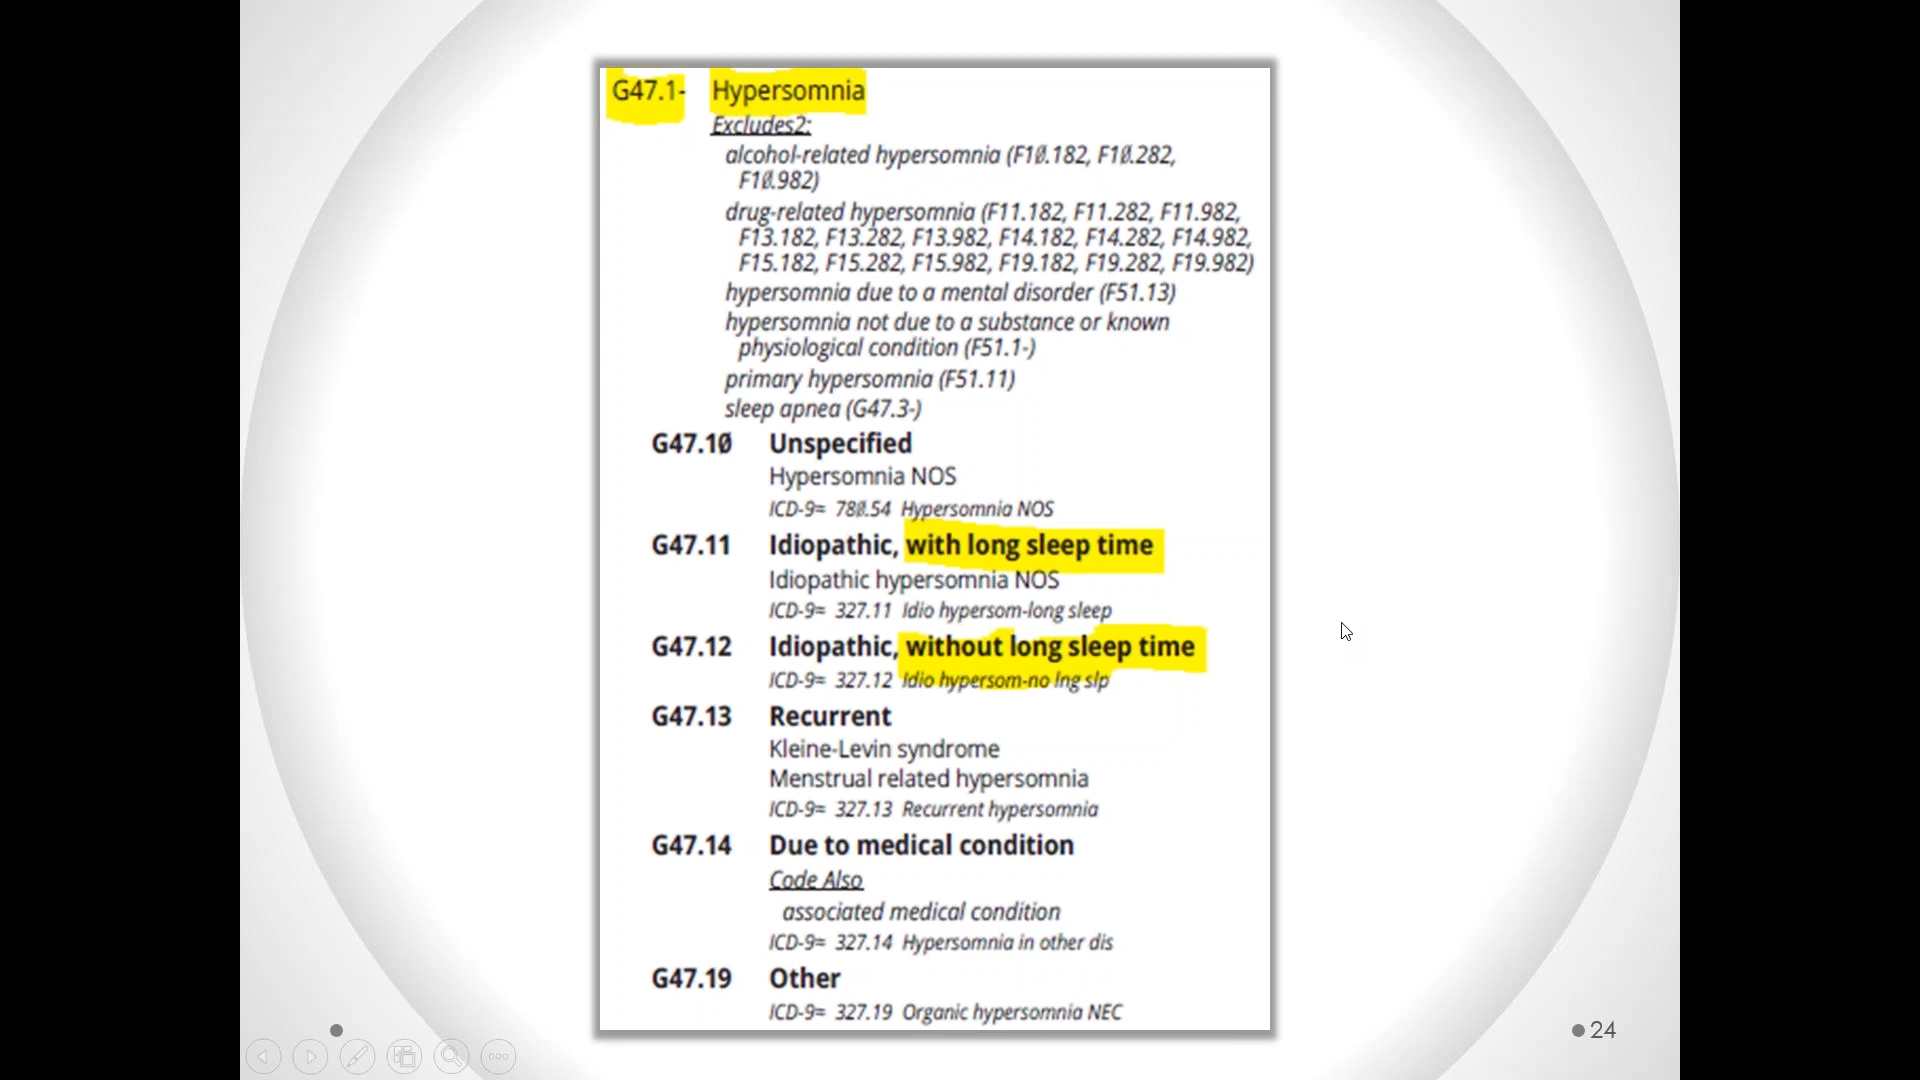 G47.1- Hypersomnia
Excludes2:
alcohol-related hypersomnia (F10.182, F10.282,
F10.982)
drug-related hypersomnia (F11.182, F11.282, F11.982,
F13.182, F13.282, F13.982, F14.182, F14.282, F14.982,
F15.182, F15.282, F15.982, F19.182, F19.282, F19.982)
hypersomnia due to a mental disorder (F51.13)
hypersomnia not due to a substance or known
physiological condition (F51.1-)
primary hypersomnia (F51.11)
sleep apnea (G47.3-)
G47.10 Unspecified
Hypersomnia NOS
ICD-9= 780.54 Hypersomnia NOS
G47.11 Idiopathic, with long sleep time
Idiopathic hypersomnia NOS
ICD-9= 327.11 Idio hypersom-long sleep
G47.12 Idiopathic, without long sleep time
ICD-9= 327.12 Idio hypersom-no lng slp
G47.13 Recurrent
Kleine-Levin syndrome
Menstrual related hypersomnia
ICD-9= 327.13 Recurrent hypersomnia
G47.14 Due to medical condition
Code Also
associated medical condition
ICD-9= 327.14 Hypersomnia in other dis
G47.19 Other
ICD-9= 327.19 Organic hypersomnia NEC
24